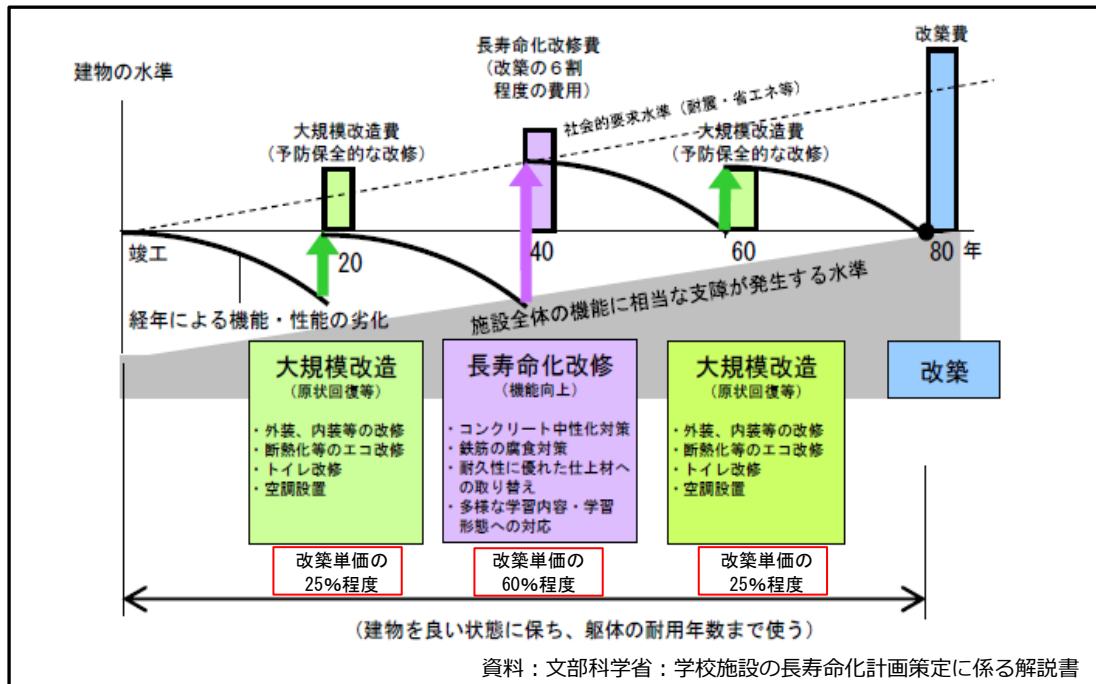 改築費
長寿命化改修費
(改築の6割
程度の費用)
建物の水準
社会的要求水準(耐震・省エネ等)
大規模改造費
(予防保全的な改修)
大規模改造費
(予防保全的な改修)
竣工
20
40
60
80 年
経年による機能・性能の劣化
施設全体の機能に相当な支障が発生する水準
大規模改造
(原状回復等)
・外装、内装等の改修
・断熱化等のエコ改修
・トイレ改修
・空調設置
長寿命化改修
(機能向上)
・コンクリート中性化対策
・鉄筋の腐食対策
・耐久性に優れた仕上材へ
の取り替え
・多様な学習内容・学習
形態への対応
大規模改造
(原状回復等)
・外装、内装等の改修
・断熱化等のエコ改修
・トイレ改修
・空調設置
改築
改築単価の
25%程度
改築単価の
60%程度
改築単価の
25%程度
(建物を良い状態に保ち、躯体の耐用年数まで使う)
資料:文部科学省:学校施設の長寿命化計画策定に係る解説書